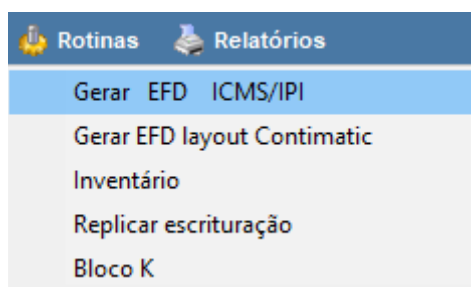 Rotinas Relatórios
Gerar EFD ICMS/IPI
Gerar EFD layout Contimatic
Inventário
Replicar escrituração
Bloco K